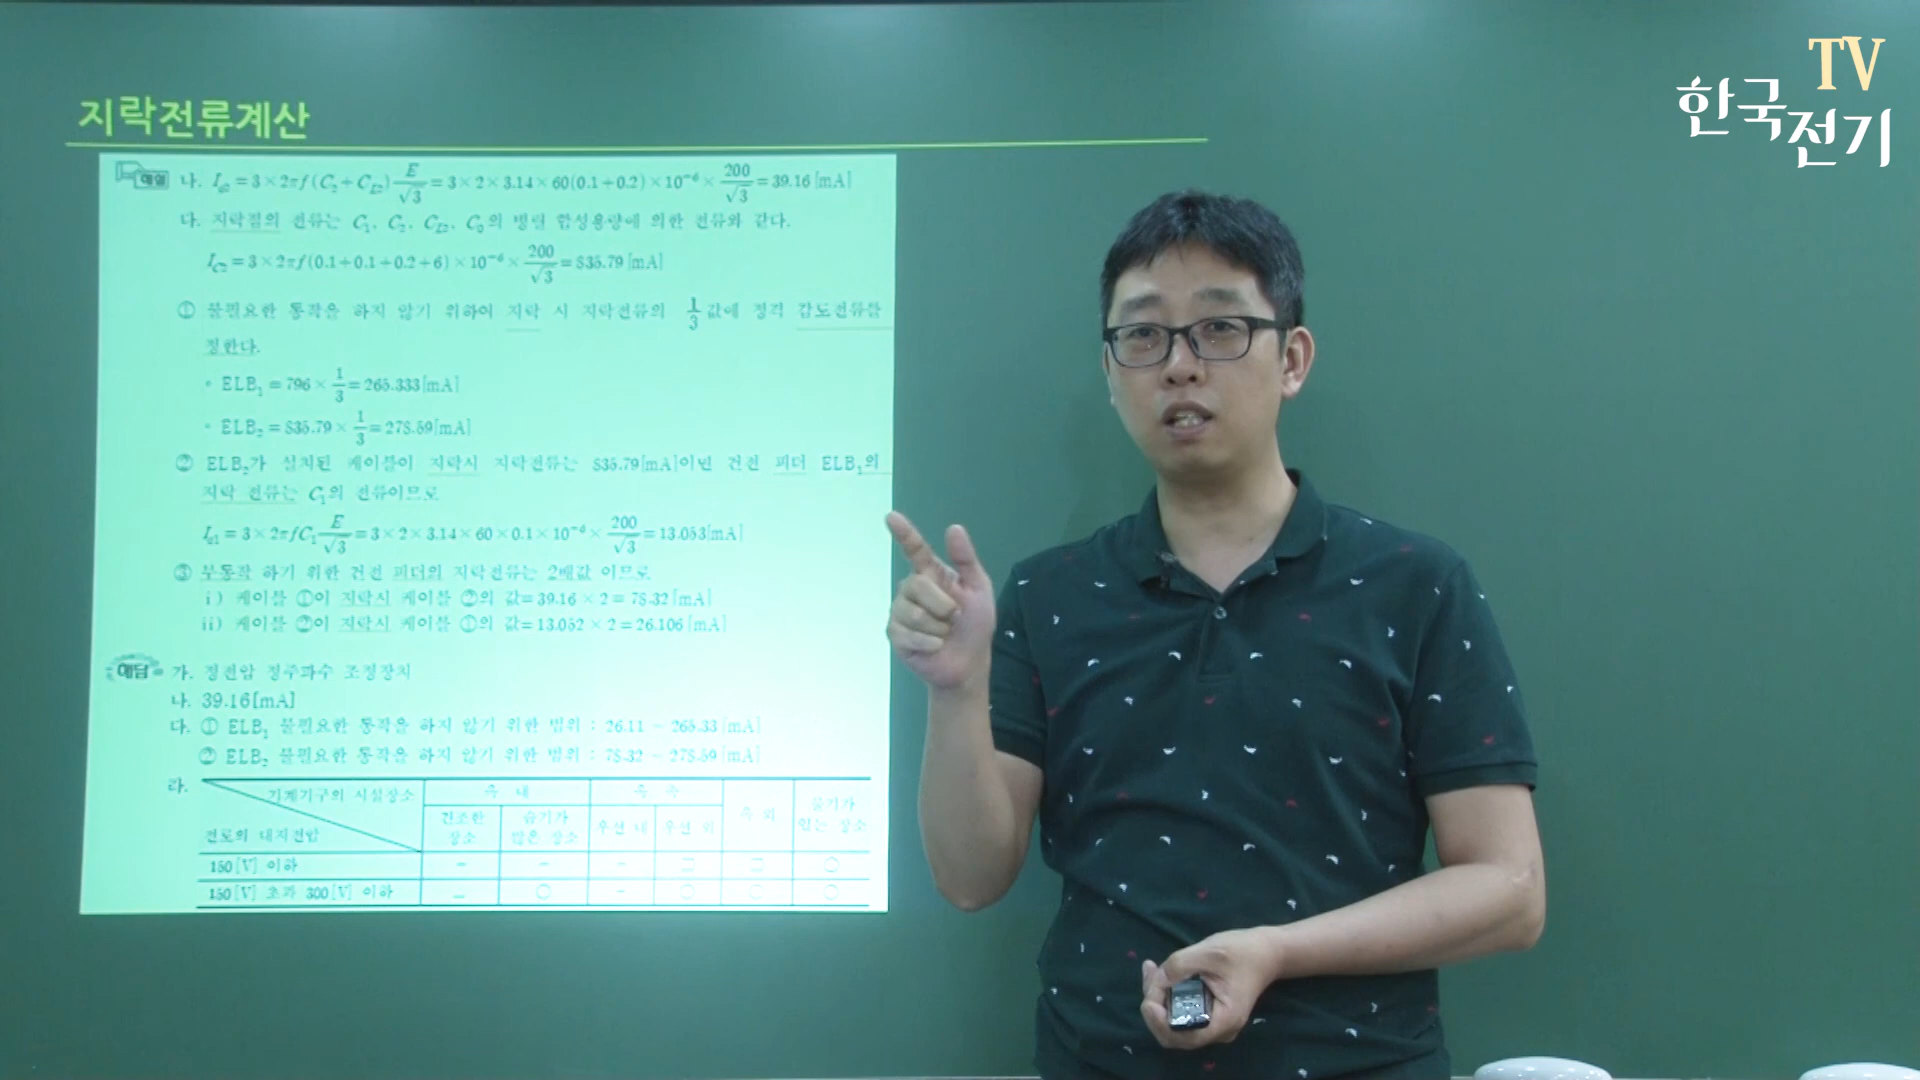 TV
한국전기
지락전류계산
해설 나. I_g2 = 3×2πf(C₂+C_L2) E/√3 = 3×2×3.14×60(0.1+0.2)×10⁻⁶× 200/√3 = 39.16[mA]
다. 지락점의 전류는 C₁, C₂, C_L2, C₀의 병렬 합성용량에 의한 전류와 같다.
I_C2 = 3×2πf(0.1+0.1+0.2+6)×10⁻⁶× 200/√3 = 835.79[mA]
① 불필요한 동작을 하지 않기 위하여 지락 시 지락전류의 1/3 값에 정격 감도전류를
정한다.
• ELB₁ = 796 × 1/3 = 265.333[mA]
• ELB₂ = 835.79 × 1/3 = 278.59[mA]
② ELB₂가 설치된 케이블이 지락시 지락전류는 835.79[mA]이면 건전 피더 ELB₁의
지락 전류는 C₁의 전류이므로
I_g1 = 3×2πfC₁ E/√3 = 3×2×3.14×60×0.1×10⁻⁶× 200/√3 = 13.053[mA]
③ 부동작 하기 위한 건전 피더의 지락전류는 2배값 이므로
i) 케이블 ①이 지락시 케이블 ②의 값 = 39.16 × 2 = 78.32[mA]
ii) 케이블 ②이 지락시 케이블 ①의 값 = 13.052 × 2 = 26.106[mA]
해답 가. 정전압 정주파수 조정장치
나. 39.16[mA]
다. ① ELB₁ 불필요한 동작을 하지 않기 위한 범위 : 26.11 ~ 265.33[mA]
② ELB₂ 불필요한 동작을 하지 않기 위한 범위 : 78.32 ~ 278.59[mA]
라. 기계기구의 시설장소 옥 내 옥 측 옥 외 물기가 있는 장소
전로의 대지전압 건조한 장소 습기가 많은 장소 우선 내 우선 외
150[V] 이하 - - - □ □ ○
150[V] 초과 300[V] 이하 - ○ - ○ ○ ○